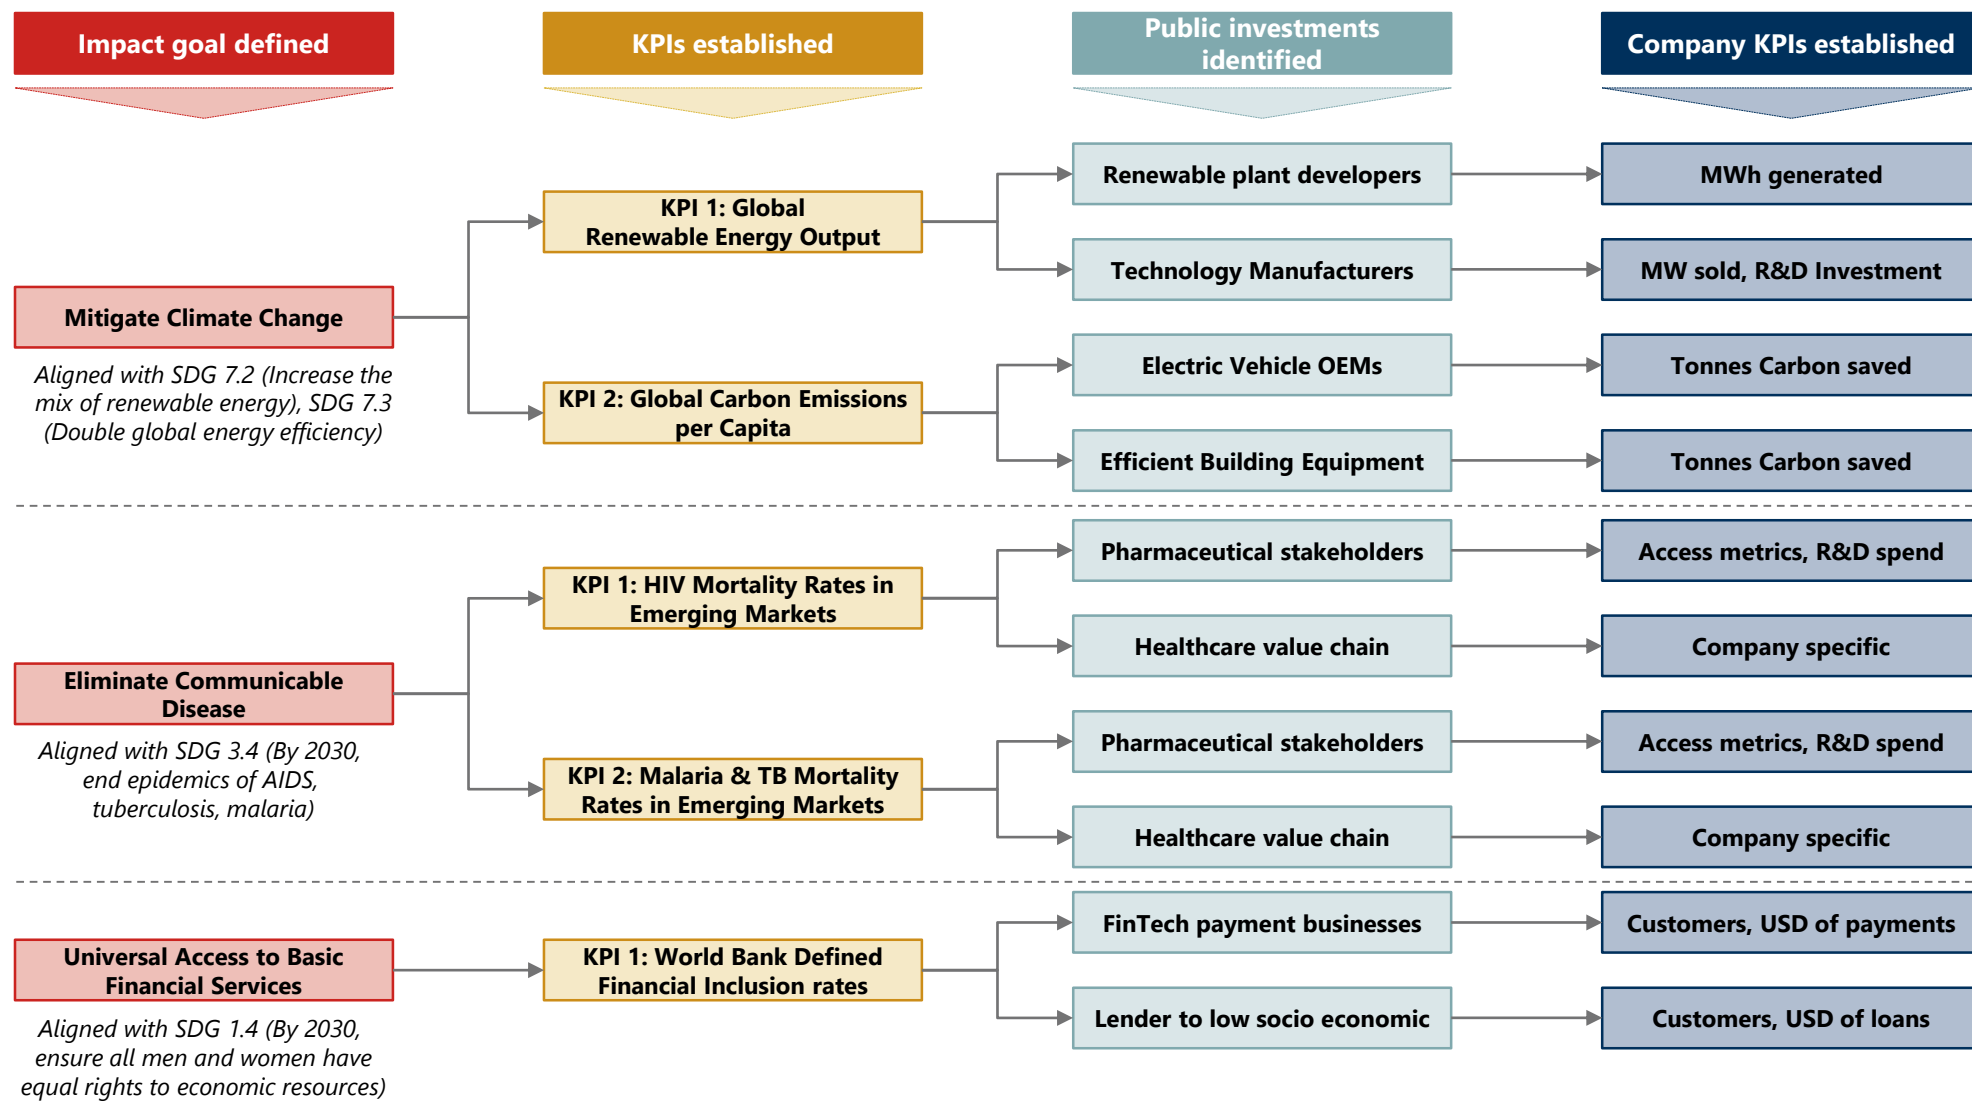 Impact goal defined
KPIs established
Public investments
identified
Company KPIs established
Mitigate Climate Change
Aligned with SDG 7.2 (Increase the
mix of renewable energy), SDG 7.3
(Double global energy efficiency)
KPI 1: Global
Renewable Energy Output
Renewable plant developers
MWh generated
Technology Manufacturers
MW sold, R&D Investment
KPI 2: Global Carbon Emissions
per Capita
Electric Vehicle OEMs
Tonnes Carbon saved
Efficient Building Equipment
Tonnes Carbon saved
Eliminate Communicable
Disease
Aligned with SDG 3.4 (By 2030,
end epidemics of AIDS,
tuberculosis, malaria)
KPI 1: HIV Mortality Rates in
Emerging Markets
Pharmaceutical stakeholders
Access metrics, R&D spend
Healthcare value chain
Company specific
KPI 2: Malaria & TB Mortality
Rates in Emerging Markets
Pharmaceutical stakeholders
Access metrics, R&D spend
Healthcare value chain
Company specific
Universal Access to Basic
Financial Services
Aligned with SDG 1.4 (By 2030,
ensure all men and women have
equal rights to economic resources)
KPI 1: World Bank Defined
Financial Inclusion rates
FinTech payment businesses
Customers, USD of payments
Lender to low socio economic
Customers, USD of loans